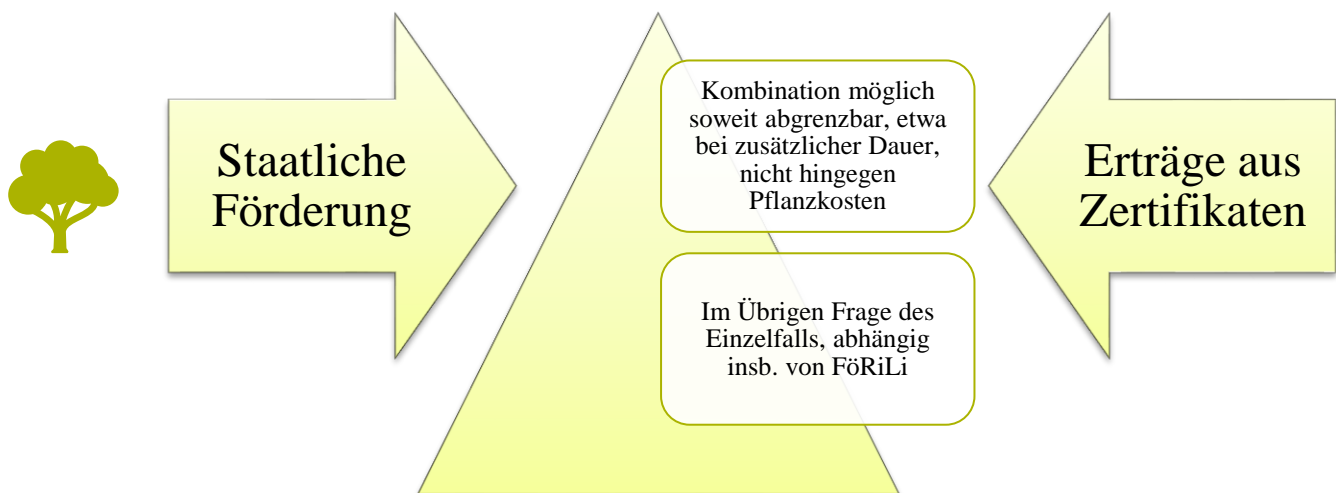 Staatliche
Förderung
Kombination möglich
soweit abgrenzbar, etwa
bei zusätzlicher Dauer,
nicht hingegen
Pflanzkosten
Im Übrigen Frage des
Einzelfalls, abhängig
insb. von FöRiLi
Erträge aus
Zertifikaten